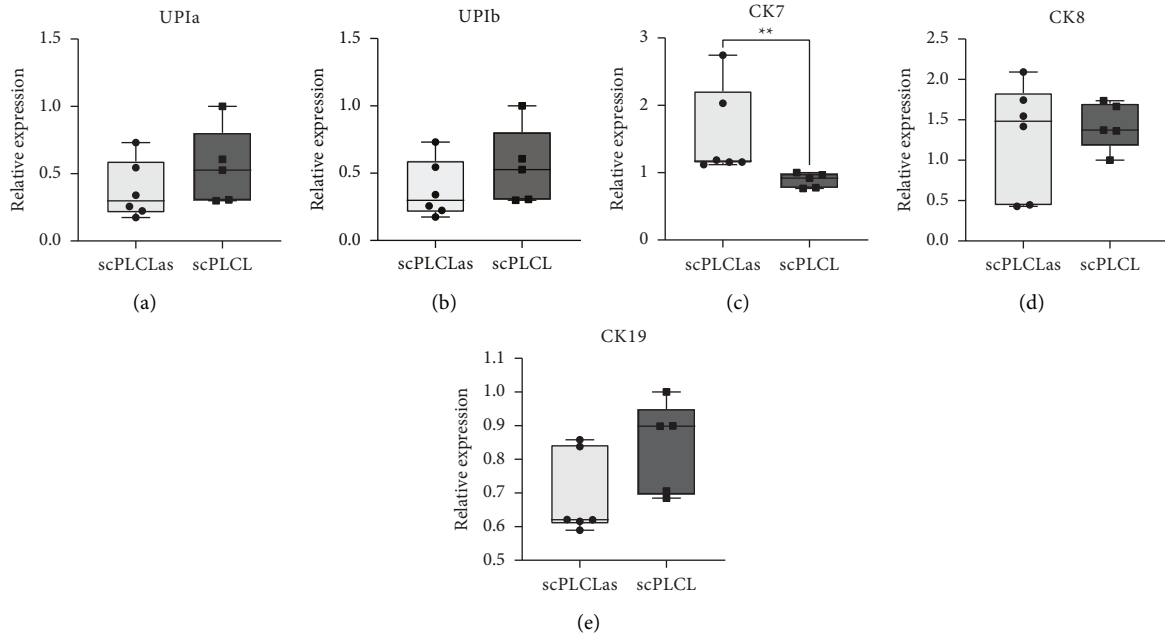 UPIa
UPIb
CK7
CK8
Relative expression
1.5
1.0
0.5
0.0
scPLCLas scPLCL
(a)
Relative expression
1.5
1.0
0.5
0.0
scPLCLas scPLCL
(b)
Relative expression
**
3
2
1
0
scPLCLas scPLCL
(c)
Relative expression
2.5
2.0
1.5
1.0
0.5
0.0
scPLCLas scPLCL
(d)
CK19
Relative expression
1.1
1.0
0.9
0.8
0.7
0.6
0.5
scPLCLas scPLCL
(e)